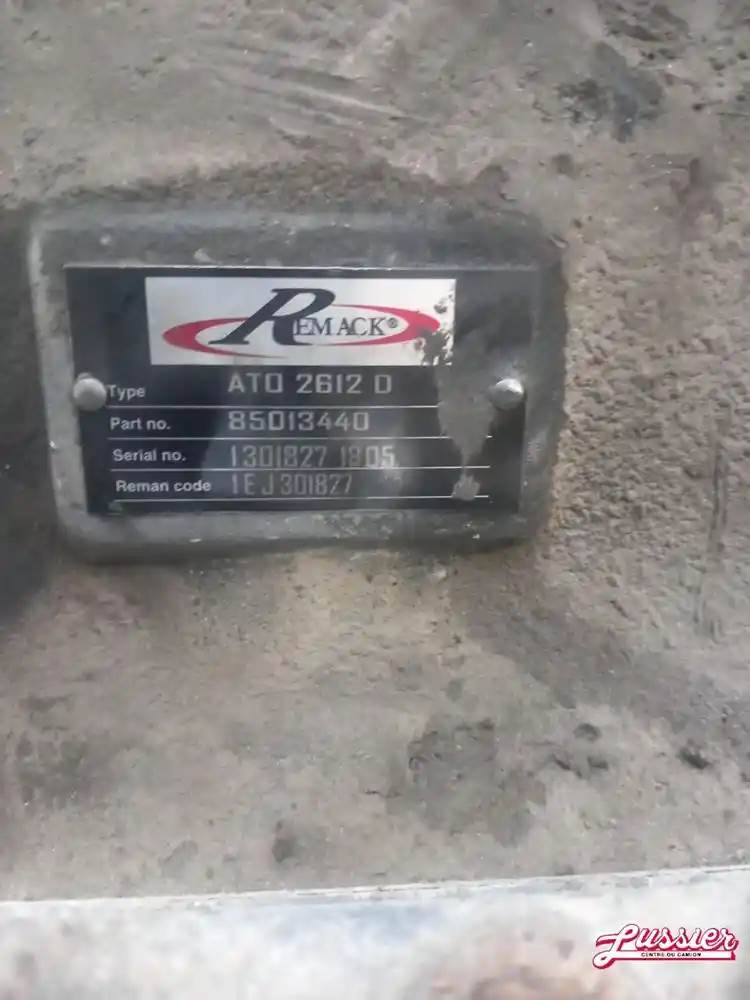 REMACK®
Type ATO 2612 D
Part no. 85013440
Serial no. 1301827 1805
Reman code 1EJ301827
Lussier
CENTRE DU CAMION